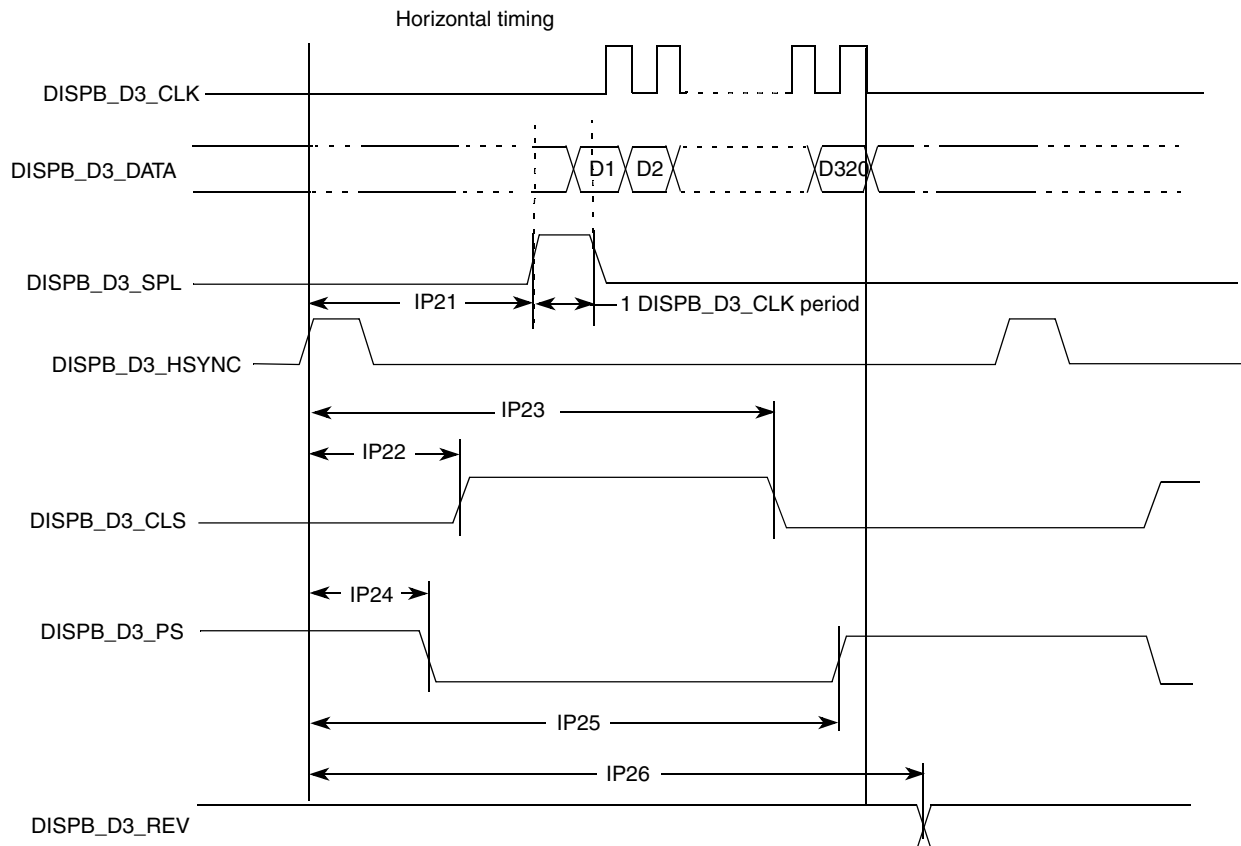 Horizontal timing
DISPB_D3_CLK
DISPB_D3_DATA
D1
D2
D320
DISPB_D3_SPL
IP21
1 DISPB_D3_CLK period
DISPB_D3_HSYNC
IP23
IP22
DISPB_D3_CLS
IP24
DISPB_D3_PS
IP25
IP26
DISPB_D3_REV